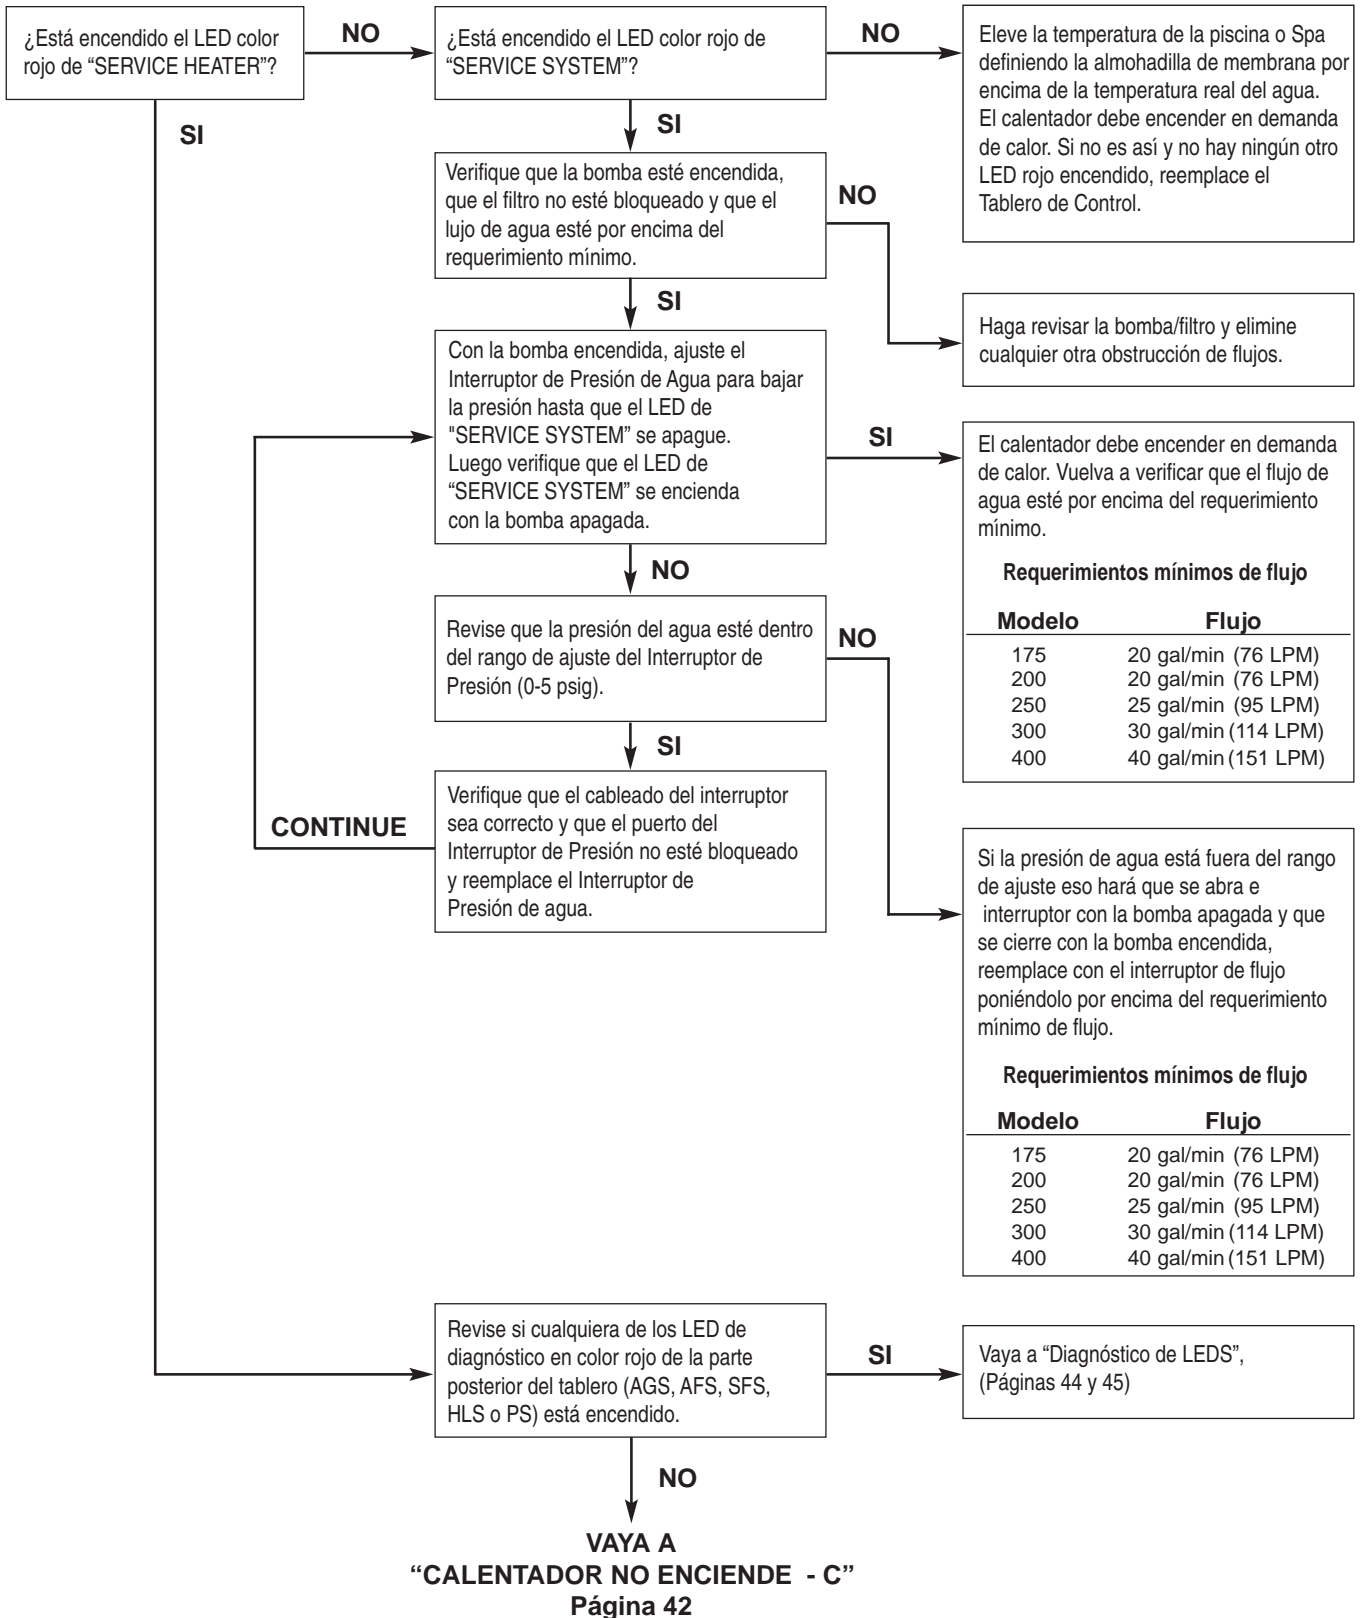 ¿Está encendido el LED color
rojo de “SERVICE HEATER”?
NO
¿Está encendido el LED color rojo de
“SERVICE SYSTEM”?
NO
Eleve la temperatura de la piscina o Spa
definiendo la almohadilla de membrana por
encima de la temperatura real del agua.
El calentador debe encender en demanda
de calor. Si no es así y no hay ningún otro
LED rojo encendido, reemplace el
Tablero de Control.
SI
SI
Verifique que la bomba esté encendida,
que el filtro no esté bloqueado y que el
lujo de agua esté por encima del
requerimiento mínimo.
NO
Haga revisar la bomba/filtro y elimine
cualquier otra obstrucción de flujos.
SI
Con la bomba encendida, ajuste el
Interruptor de Presión de Agua para bajar
la presión hasta que el LED de
"SERVICE SYSTEM” se apague.
Luego verifique que el LED de
“SERVICE SYSTEM” se encienda
con la bomba apagada.
SI
El calentador debe encender en demanda
de calor. Vuelva a verificar que el flujo de
agua esté por encima del requerimiento
mínimo.
Requerimientos mínimos de flujo
Modelo Flujo
175 20 gal/min (76 LPM)
200 20 gal/min (76 LPM)
250 25 gal/min (95 LPM)
300 30 gal/min (114 LPM)
400 40 gal/min (151 LPM)
NO
Revise que la presión del agua esté dentro
del rango de ajuste del Interruptor de
Presión (0-5 psig).
NO
SI
Verifique que el cableado del interruptor
sea correcto y que el puerto del
Interruptor de Presión no esté bloqueado
y reemplace el Interruptor de
Presión de agua.
CONTINUE
Si la presión de agua está fuera del rango
de ajuste eso hará que se abra e
interruptor con la bomba apagada y que
se cierre con la bomba encendida,
reemplace con el interruptor de flujo
poniéndolo por encima del requerimiento
mínimo de flujo.
Requerimientos mínimos de flujo
Modelo Flujo
175 20 gal/min (76 LPM)
200 20 gal/min (76 LPM)
250 25 gal/min (95 LPM)
300 30 gal/min (114 LPM)
400 40 gal/min (151 LPM)
Revise si cualquiera de los LED de
diagnóstico en color rojo de la parte
posterior del tablero (AGS, AFS, SFS,
HLS o PS) está encendido.
SI
Vaya a “Diagnóstico de LEDS”,
(Páginas 44 y 45)
NO
VAYA A
“CALENTADOR NO ENCIENDE - C”
Página 42